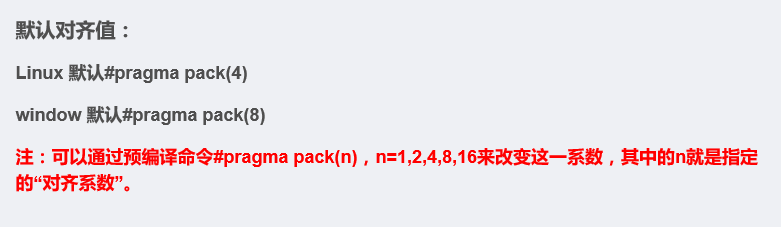 默认对齐值：
Linux 默认#pragma pack(4)
window 默认#pragma pack(8)
注：可以通过预编译命令#pragma pack(n)，n=1,2,4,8,16来改变这一系数，其中的n就是指定
的“对齐系数”。